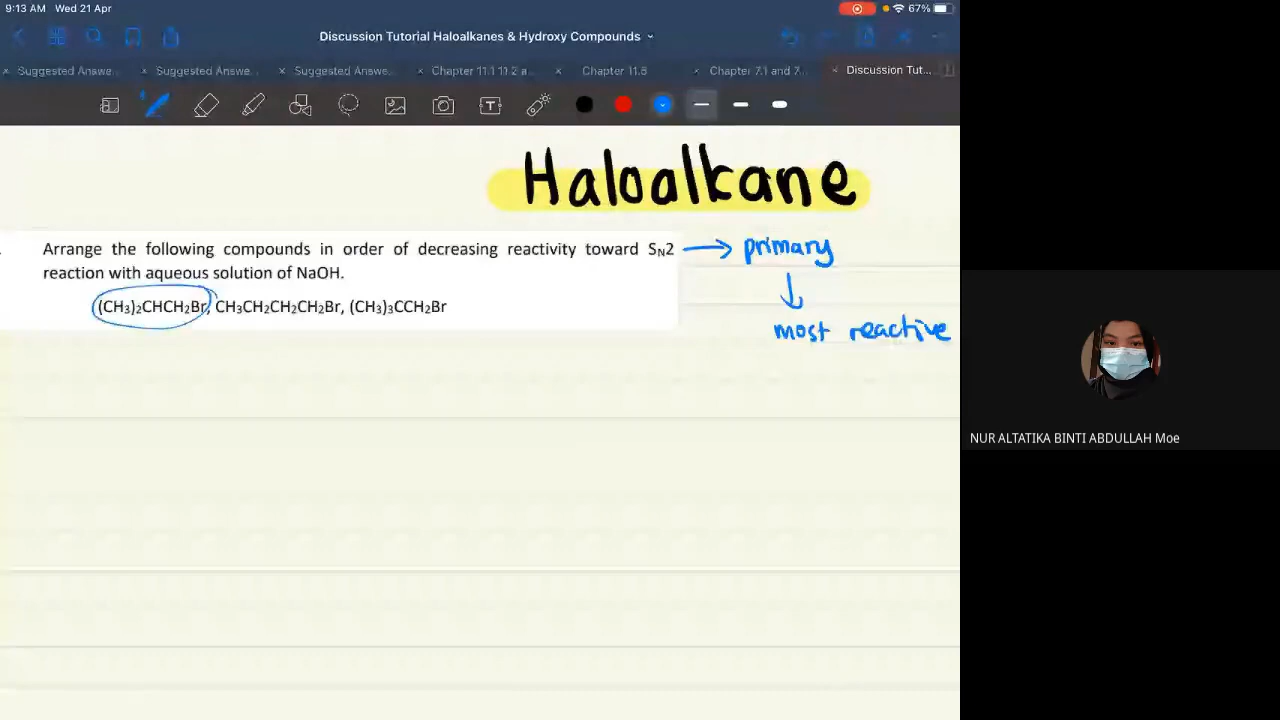 9:13 AM Wed 21 Apr
67%
Discussion Tutorial Haloalkanes & Hydroxy Compounds
Suggested Answe...
Suggested Answe...
Suggested Answe...
Chapter 11.1 11.2 a...
Chapter 11.6
Chapter 7.1 and 7...
Discussion Tut...
Haloalkane
Arrange the following compounds in order of decreasing reactivity toward SN2
reaction with aqueous solution of NaOH.
(CH₃)₂CHCH₂Br, CH₃CH₂CH₂CH₂Br, (CH₃)₃CCH₂Br
primary
most reactive
NUR ALTATIKA BINTI ABDULLAH Moe